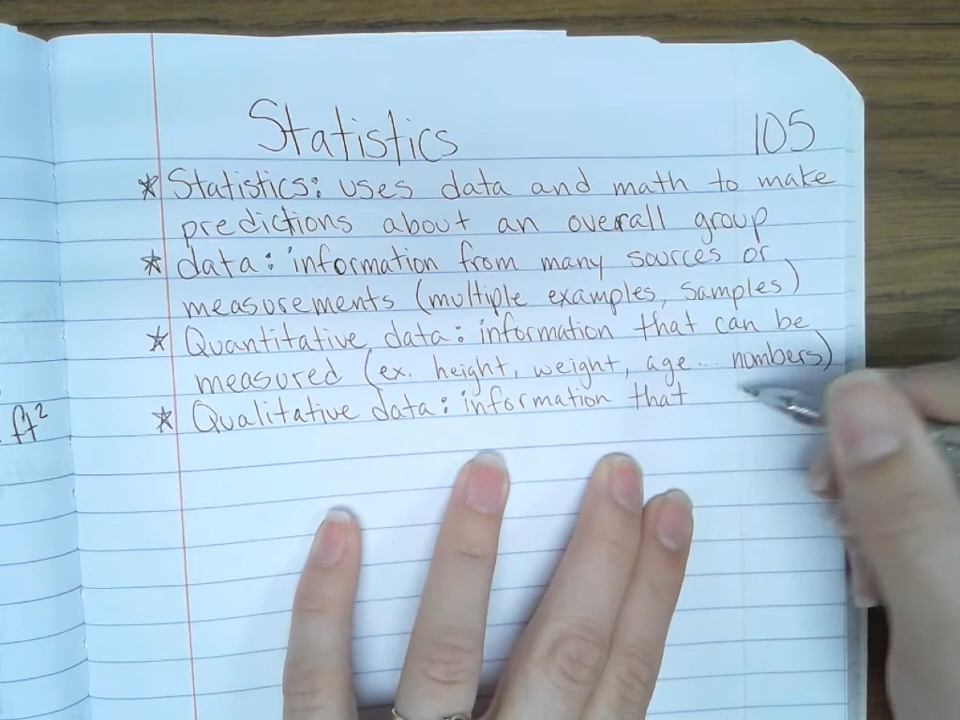 Statistics 105
* Statistics: uses data and math to make
predictions about an overall group
* data: information from many sources or
measurements (multiple examples, samples)
* Quantitative data: information that can be
measured (ex. height, weight, age... numbers)
* Qualitative data: information that
ft²